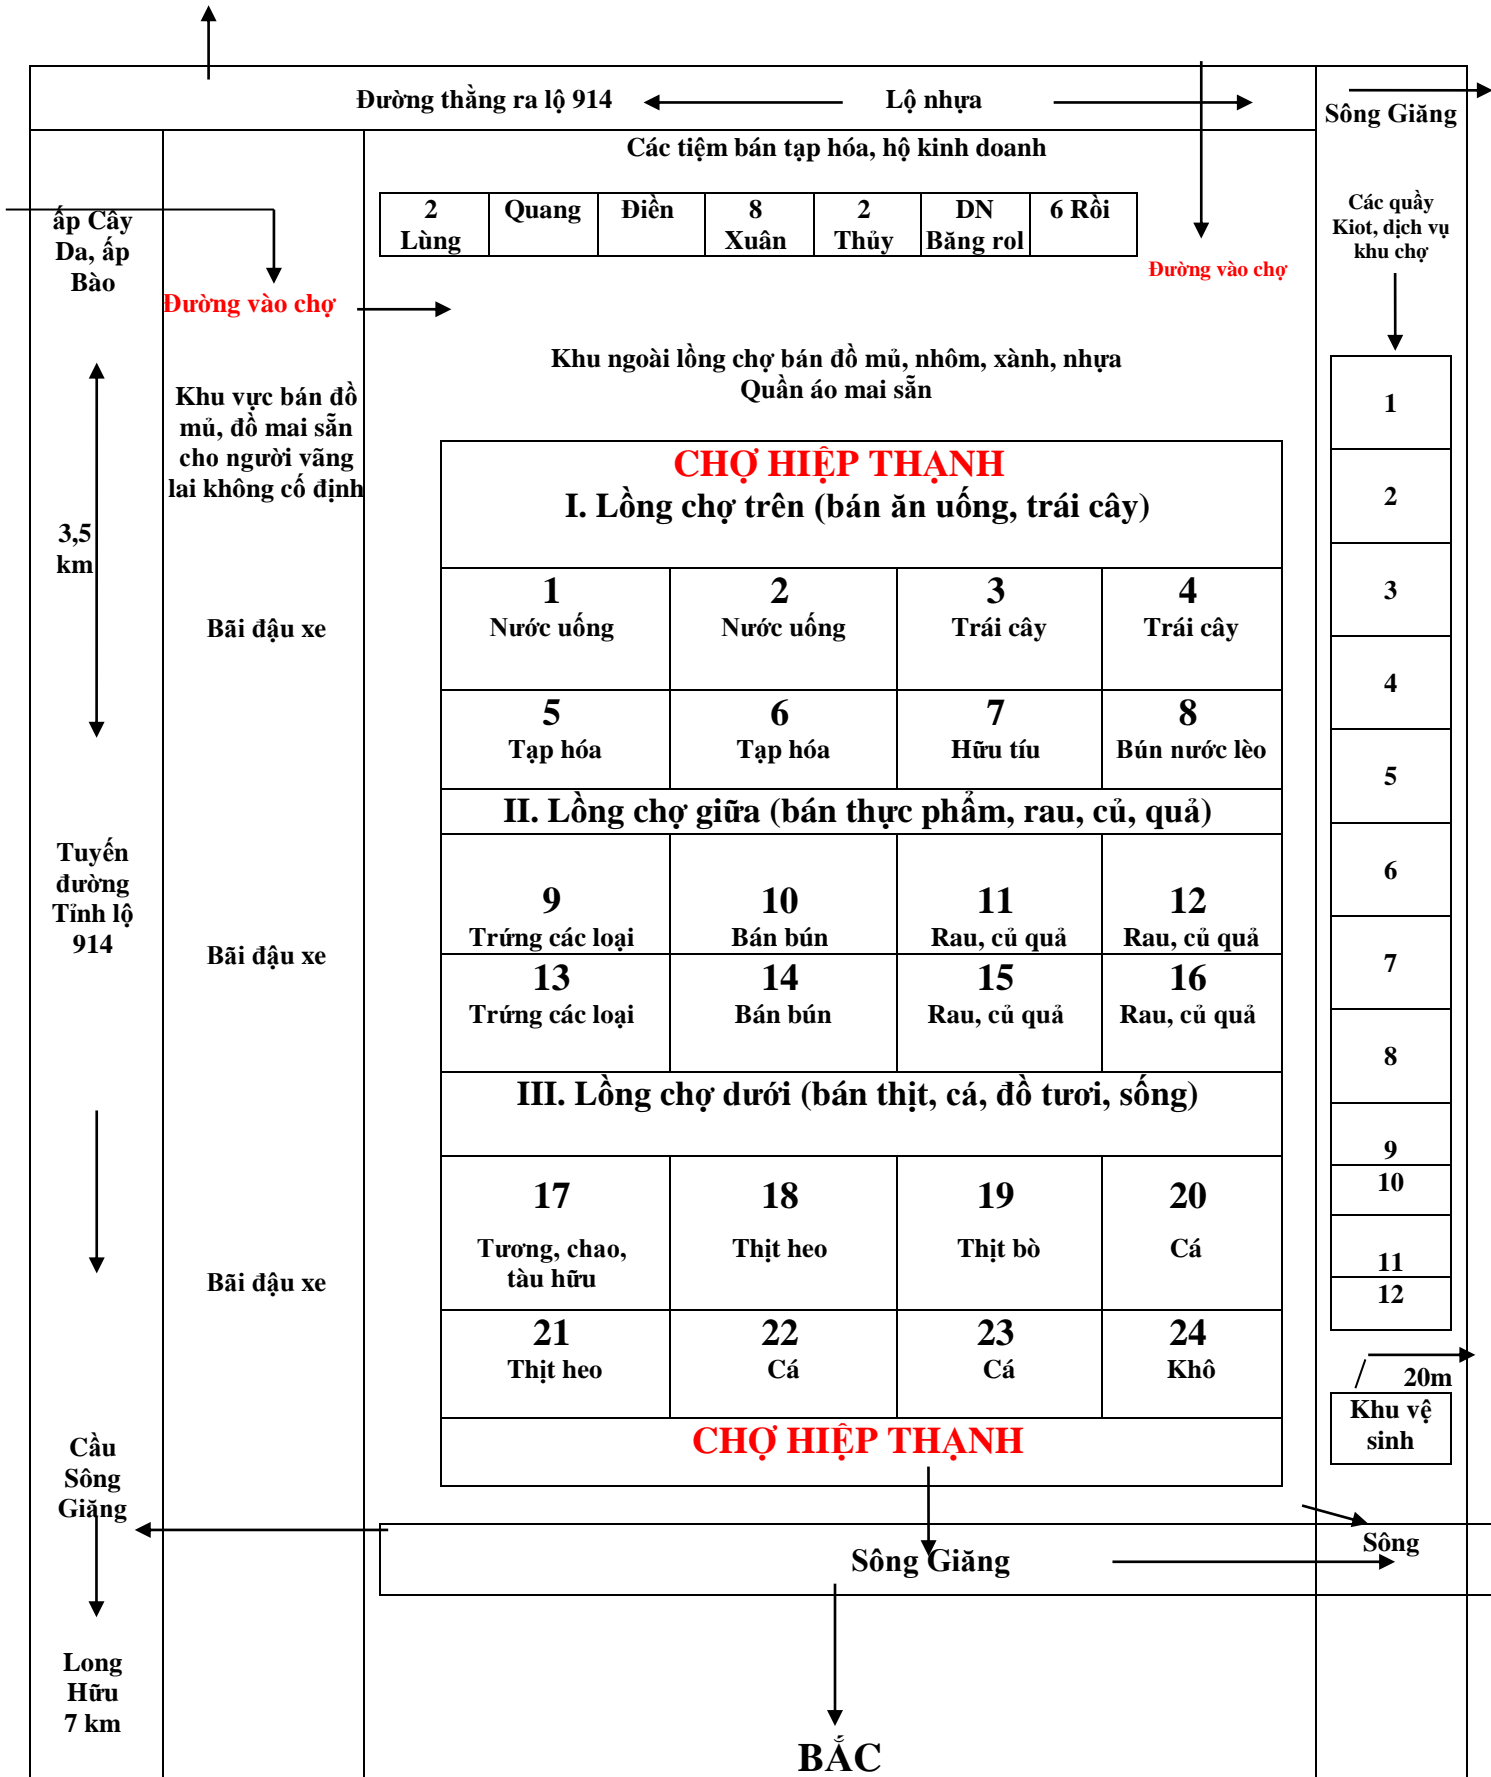 Đường thẳng ra lộ 914 Lộ nhựa
Sông Giăng
Các tiệm bán tạp hóa, hộ kinh doanh
2
Lùng
Quang
Điền
8
Xuân
2
Thủy
DN
Băng rol
6 Rồi
ấp Cây
Da, ấp
Bào
Đường vào chợ
Đường vào chợ
Các quầy
Kiot, dịch vụ
khu chợ
Khu ngoài lồng chợ bán đồ mủ, nhôm, xành, nhựa
Quần áo mai sẵn
Khu vực bán đồ
mủ, đồ mai sẵn
cho người vãng
lai không cố định
3,5
km
Bãi đậu xe
Tuyến
đường
Tỉnh lộ
914
Bãi đậu xe
Bãi đậu xe
CHỢ HIỆP THẠNH
I. Lồng chợ trên (bán ăn uống, trái cây)
1
Nước uống
2
Nước uống
3
Trái cây
4
Trái cây
5
Tạp hóa
6
Tạp hóa
7
Hữu tíu
8
Bún nước lèo
II. Lồng chợ giữa (bán thực phẩm, rau, củ, quả)
9
Trứng các loại
10
Bán bún
11
Rau, củ quả
12
Rau, củ quả
13
Trứng các loại
14
Bán bún
15
Rau, củ quả
16
Rau, củ quả
III. Lồng chợ dưới (bán thịt, cá, đồ tươi, sống)
17
Tương, chao,
tàu hữu
18
Thịt heo
19
Thịt bò
20
Cá
21
Thịt heo
22
Cá
23
Cá
24
Khô
CHỢ HIỆP THẠNH
1
2
3
4
5
6
7
8
9
10
11
12
20m
Khu vệ
sinh
Cầu
Sông
Giăng
Sông Giăng
Sông
Long
Hữu
7 km
BẮC